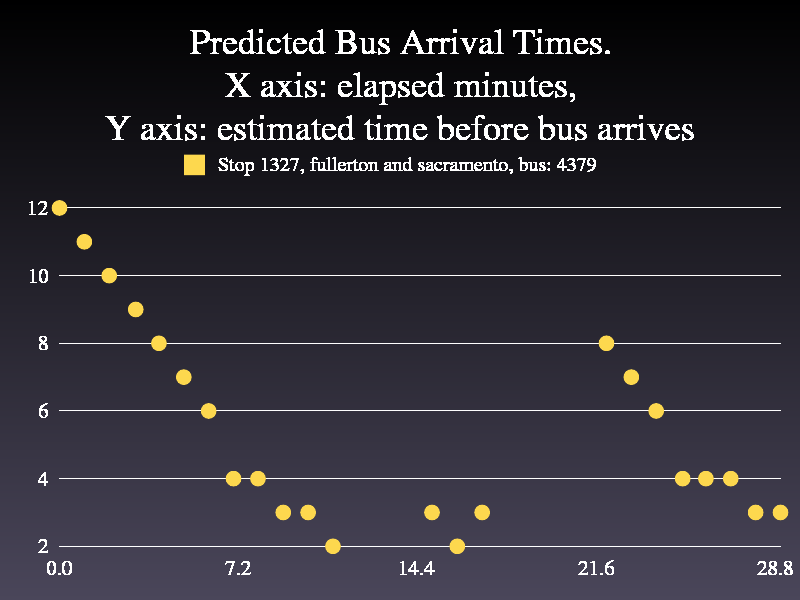 Predicted Bus Arrival Times.
X axis: elapsed minutes,
Y axis: estimated time before bus arrives
Stop 1327, fullerton and sacramento, bus: 4379
12
10
8
6
4
2
0.0 7.2 14.4 21.6 28.8